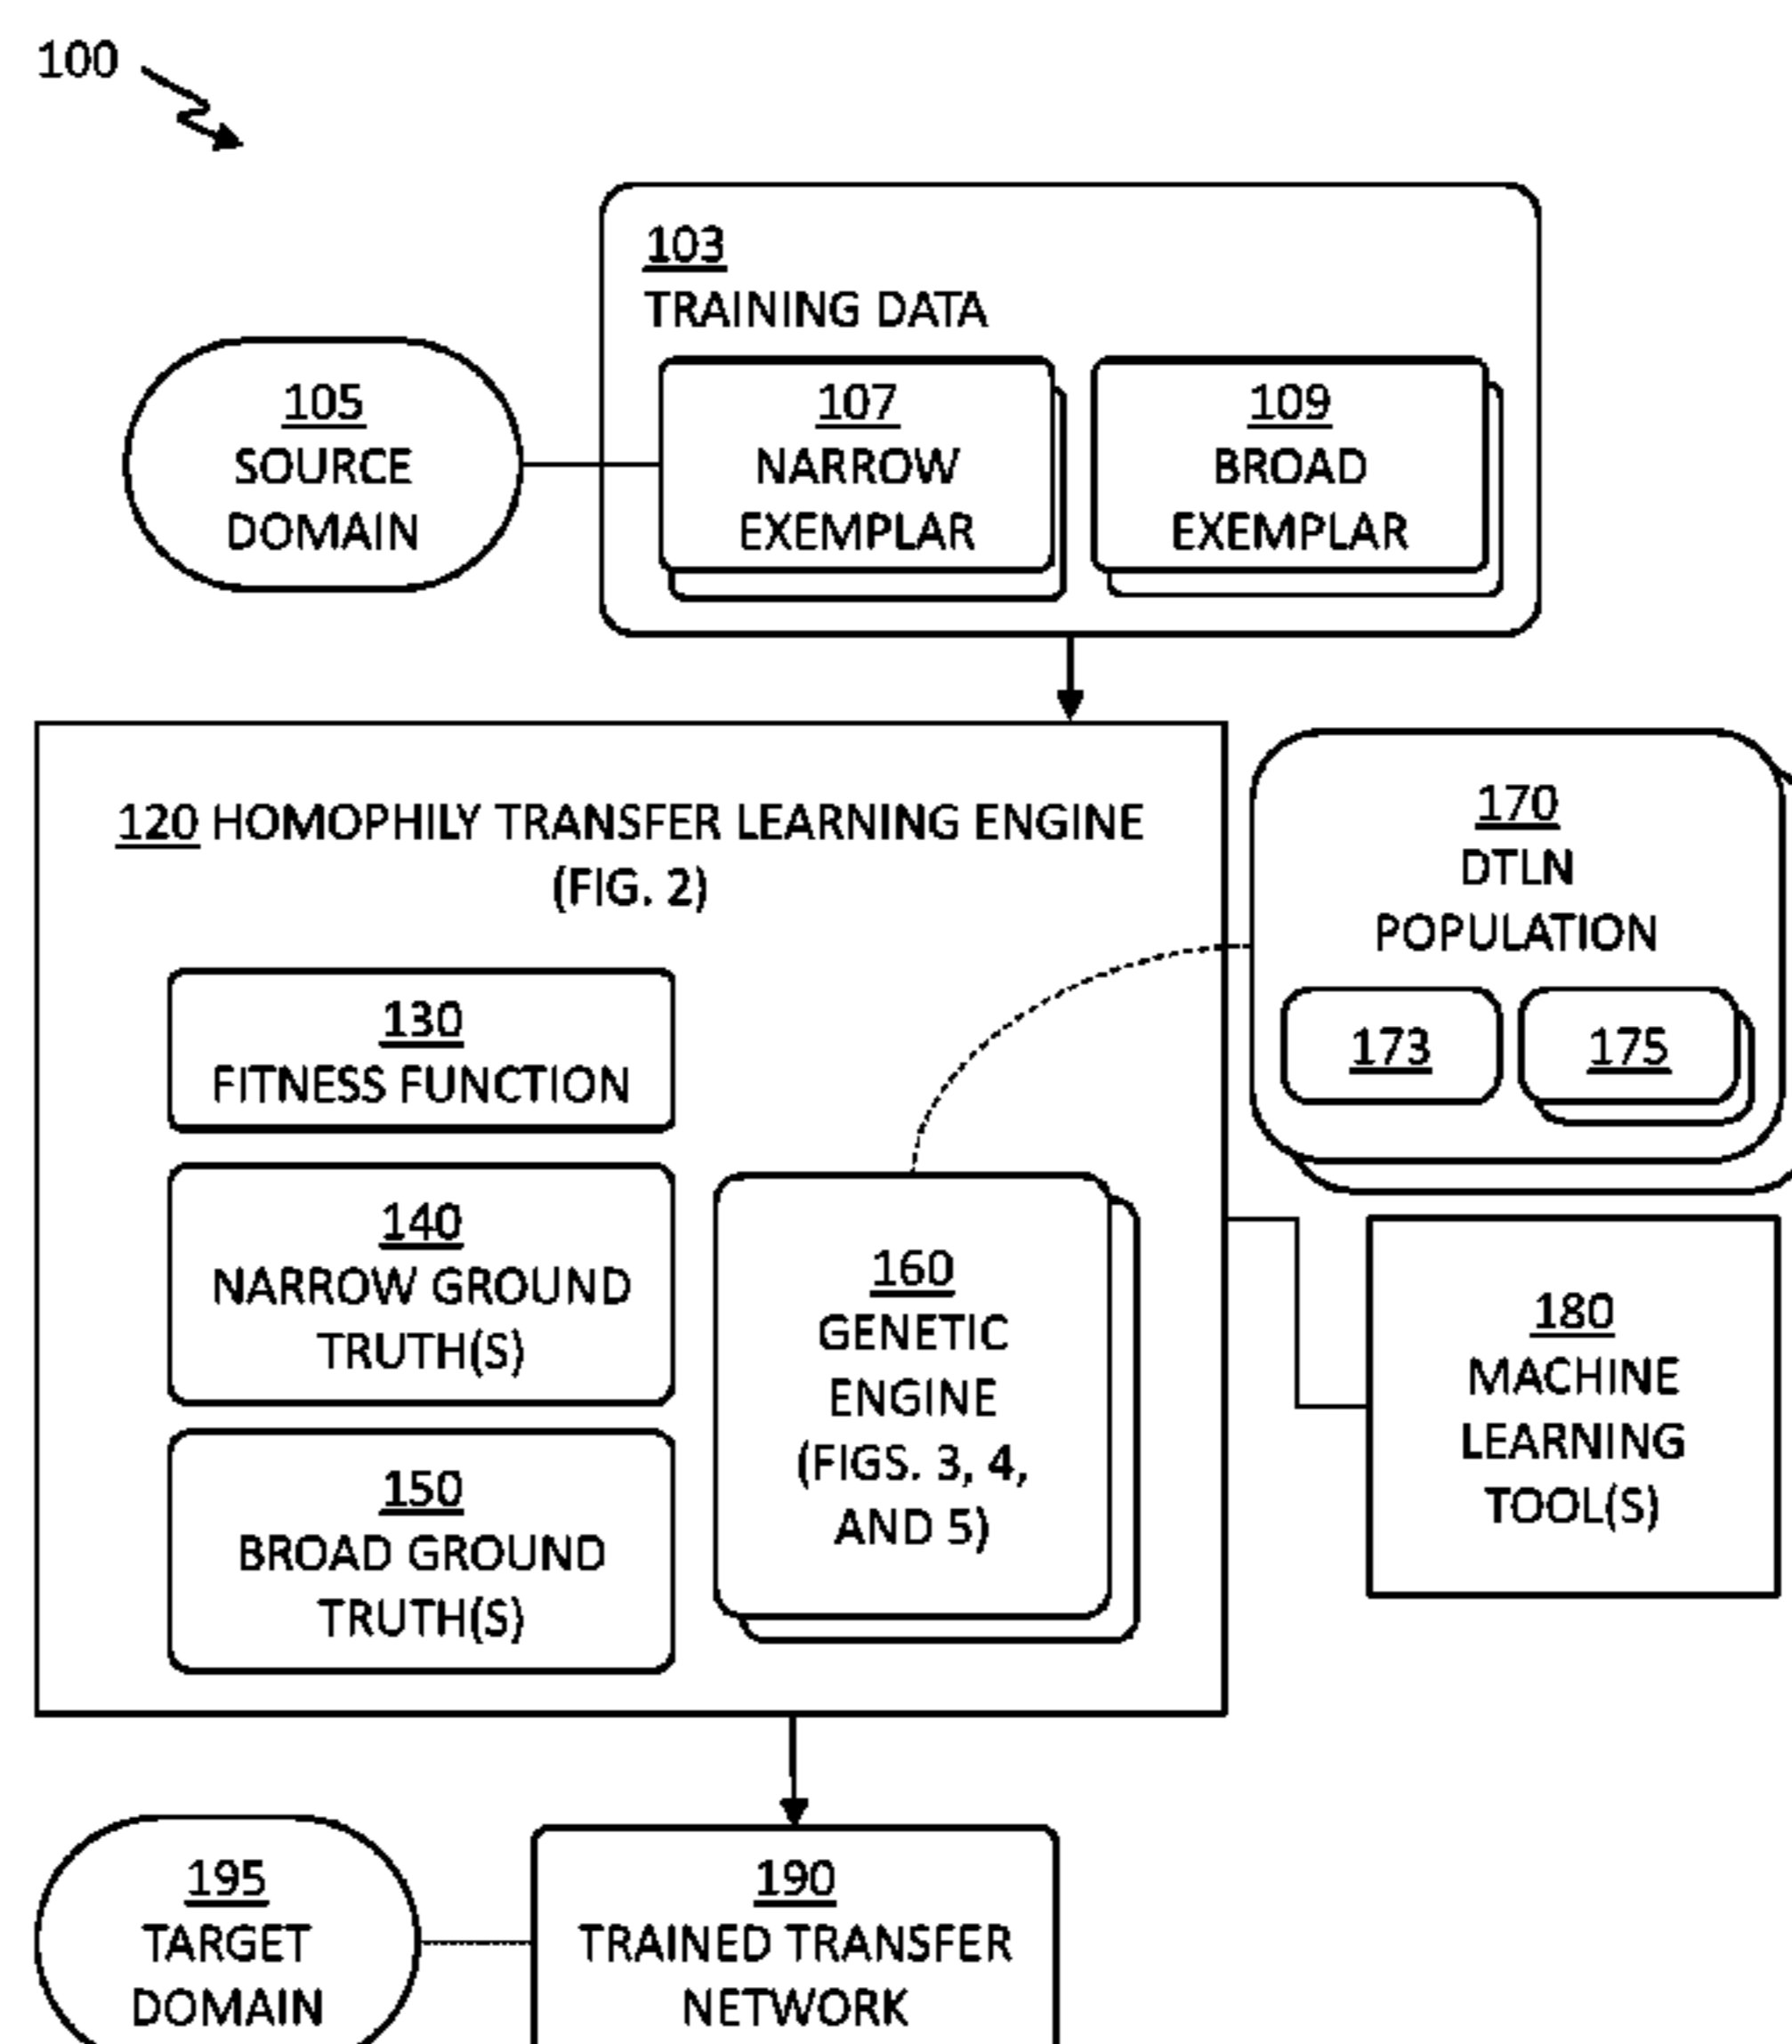 100
103
TRAINING DATA
105
SOURCE
DOMAIN
107
NARROW
EXEMPLAR
109
BROAD
EXEMPLAR
120 HOMOPHILY TRANSFER LEARNING ENGINE
(FIG. 2)
130
FITNESS FUNCTION
140
NARROW GROUND
TRUTH(S)
150
BROAD GROUND
TRUTH(S)
160
GENETIC
ENGINE
(FIGS. 3, 4,
AND 5)
170
DTLN
POPULATION
173
175
180
MACHINE
LEARNING
TOOL(S)
195
TARGET
DOMAIN
190
TRAINED TRANSFER
NETWORK